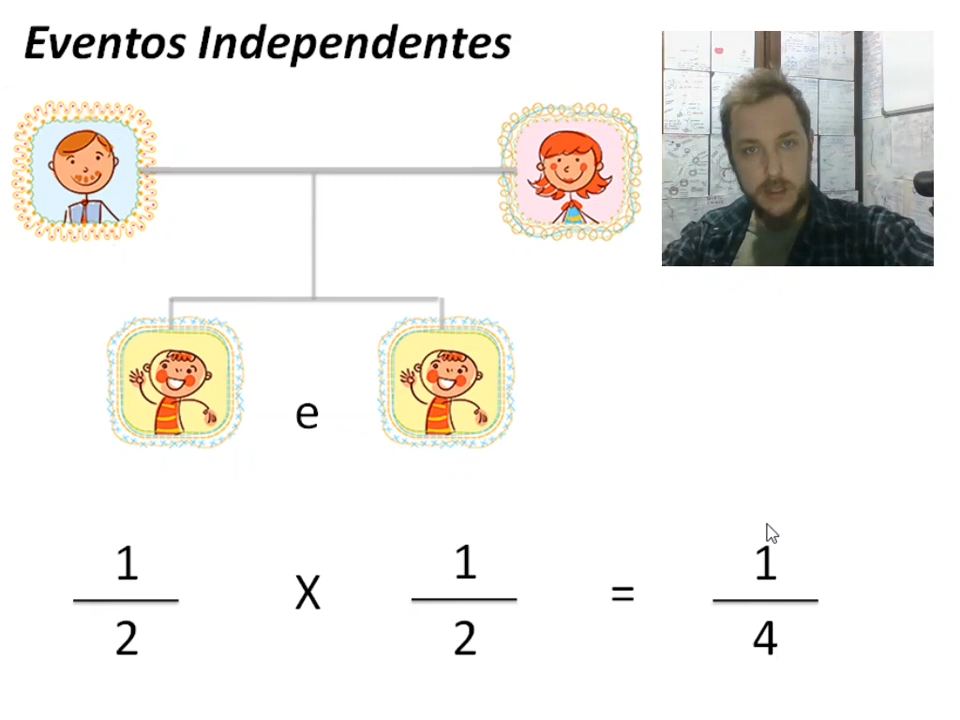 Eventos Independentes
e
1 1 1
X =
2 2 4